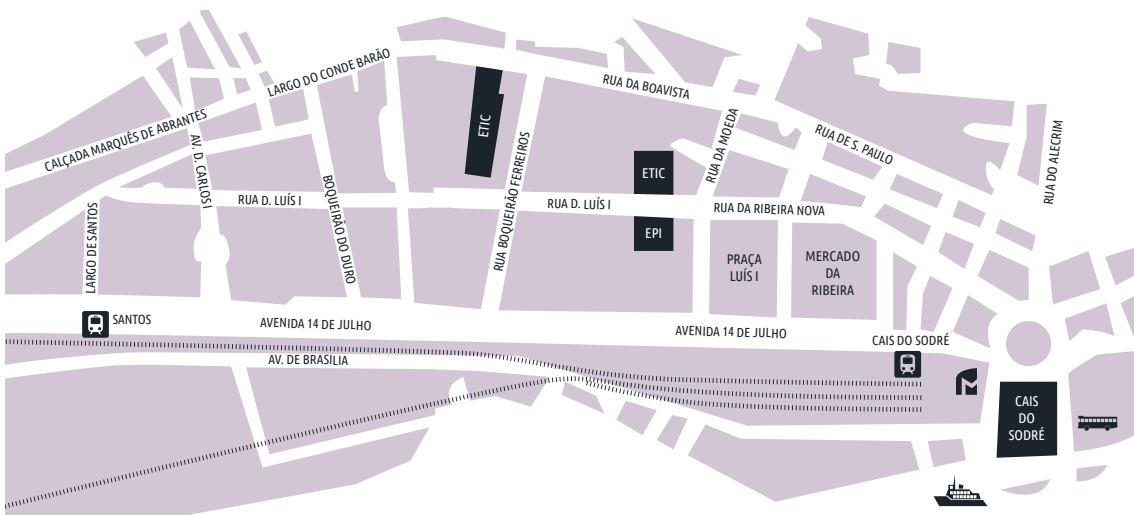 LARGO DO CONDE BARÃO
RUA DA BOAVISTA
CALÇADA MARQUÊS DE ABRANTES
ETIC
RUA DA MOEDA
RUA DE S. PAULO
RUA DO ALECRIM
AV. D. CARLOS I
BOQUEIRÃO DO DURO
RUA BOQUEIRÃO FERREIROS
ETIC
LARGO DE SANTOS
RUA D. LUÍS I
RUA D. LUÍS I
RUA DA RIBEIRA NOVA
EPI
PRAÇA
LUÍS I
MERCADO
DA
RIBEIRA
SANTOS
AVENIDA 14 DE JULHO
AVENIDA 14 DE JULHO
CAIS DO SODRÉ
AV. DE BRASÍLIA
CAIS
DO
SODRÉ